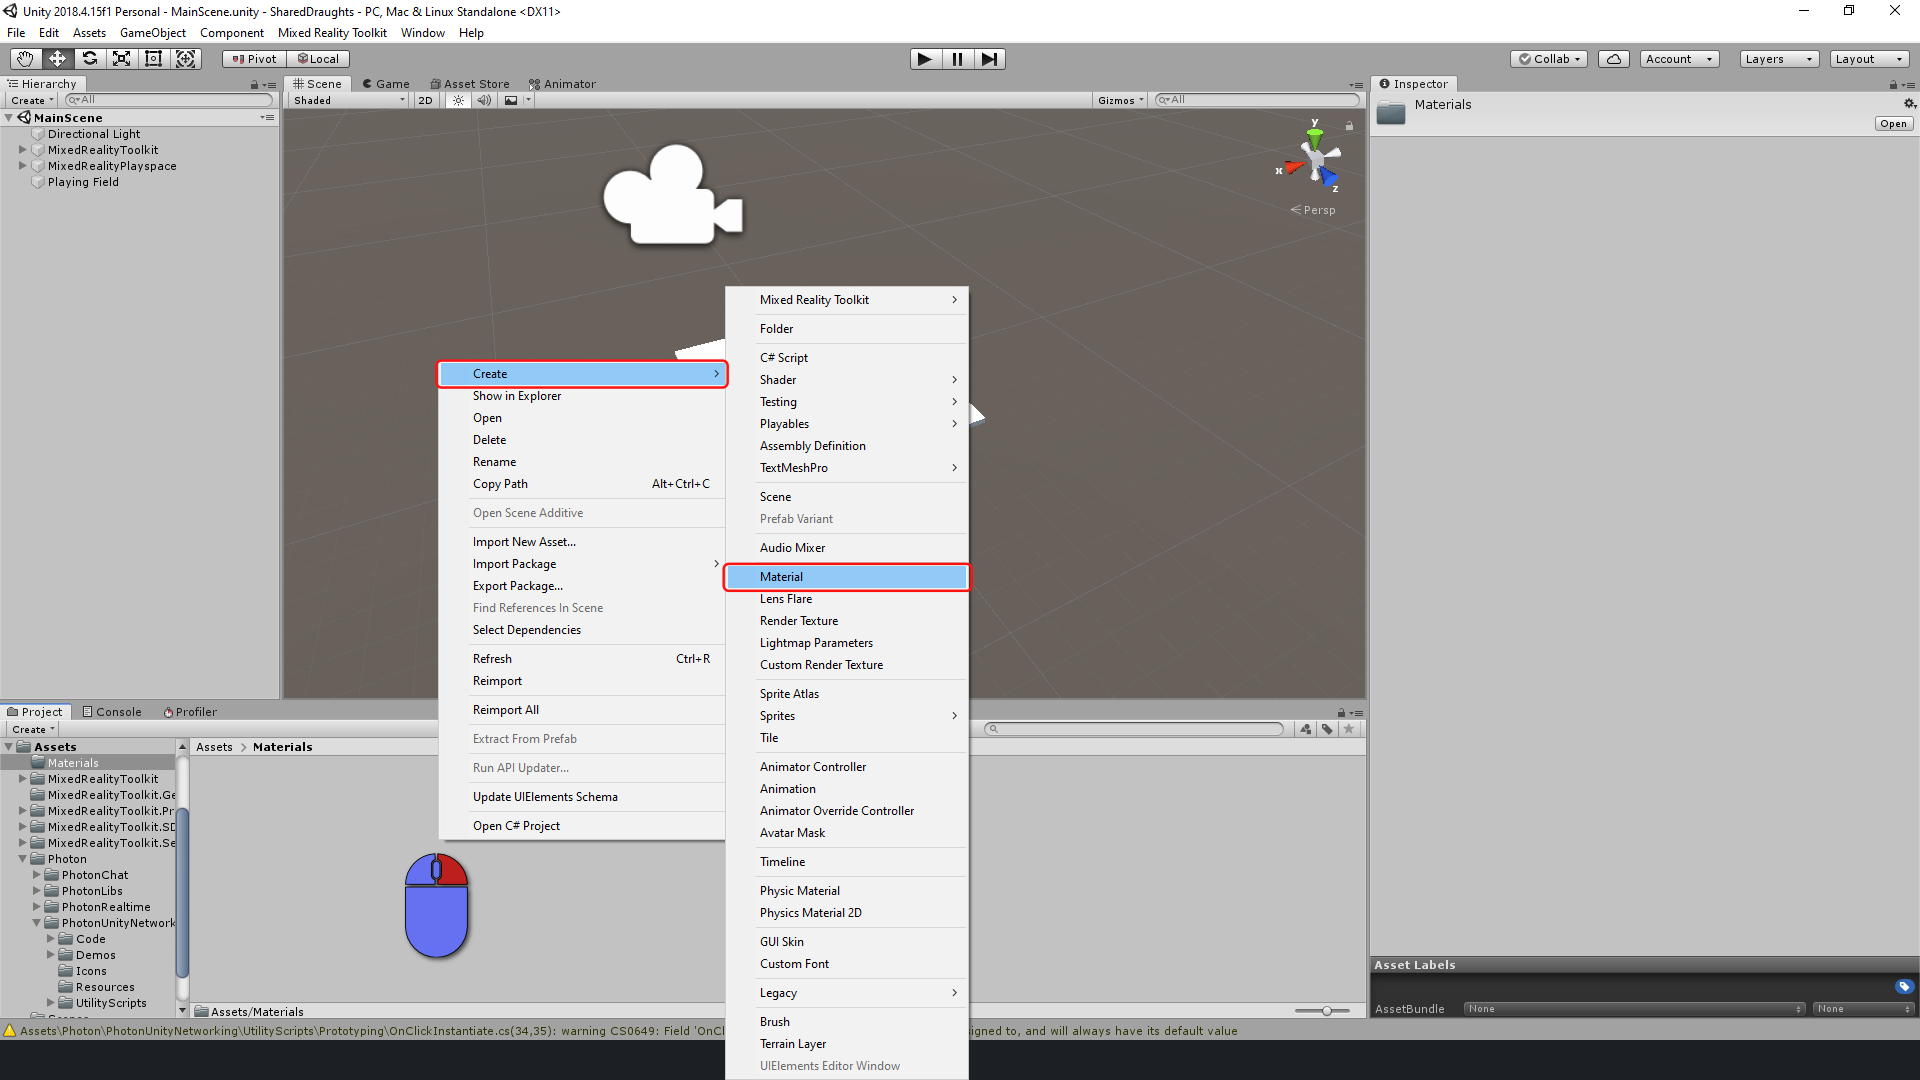 Unity 2018.4.15f1 Personal - MainScene.unity - SharedDraughts - PC, Mac & Linux Standalone <DX11>
File Edit Assets GameObject Component Mixed Reality Toolkit Window Help
Pivot Local Collab Account Layers Layout
Hierarchy
Create All
MainScene
Directional Light
MixedRealityToolkit
MixedRealityPlayspace
Playing Field
Scene Game Asset Store Animator
Shaded 2D Gizmos All
y
x
z
Persp
Inspector
Materials
Open
Create
Show in Explorer
Open
Delete
Rename
Copy Path Alt+Ctrl+C
Open Scene Additive
Import New Asset...
Import Package
Export Package...
Find References In Scene
Select Dependencies
Refresh Ctrl+R
Reimport
Reimport All
Extract From Prefab
Run API Updater...
Update UIElements Schema
Open C# Project
Mixed Reality Toolkit
Folder
C# Script
Shader
Testing
Playables
Assembly Definition
TextMeshPro
Scene
Prefab Variant
Audio Mixer
Material
Lens Flare
Render Texture
Lightmap Parameters
Custom Render Texture
Sprite Atlas
Sprites
Tile
Animator Controller
Animation
Animator Override Controller
Avatar Mask
Timeline
Physic Material
Physics Material 2D
GUI Skin
Custom Font
Legacy
Brush
Terrain Layer
UIElements Editor Window
Project Console Profiler
Create
Assets
Materials
MixedRealityToolkit
MixedRealityToolkit.Ge
MixedRealityToolkit.Pr
MixedRealityToolkit.SD
MixedRealityToolkit.Se
Photon
PhotonChat
PhotonLibs
PhotonRealtime
PhotonUnityNetwork
Code
Demos
Icons
Resources
UtilityScripts
Assets > Materials
Assets/Materials
Asset Labels
AssetBundle None None
Assets\Photon\PhotonUnityNetworking\UtilityScripts\Prototyping\OnClickInstantiate.cs(34,35): warning CS0649: Field 'OnCl gned to, and will always have its default value